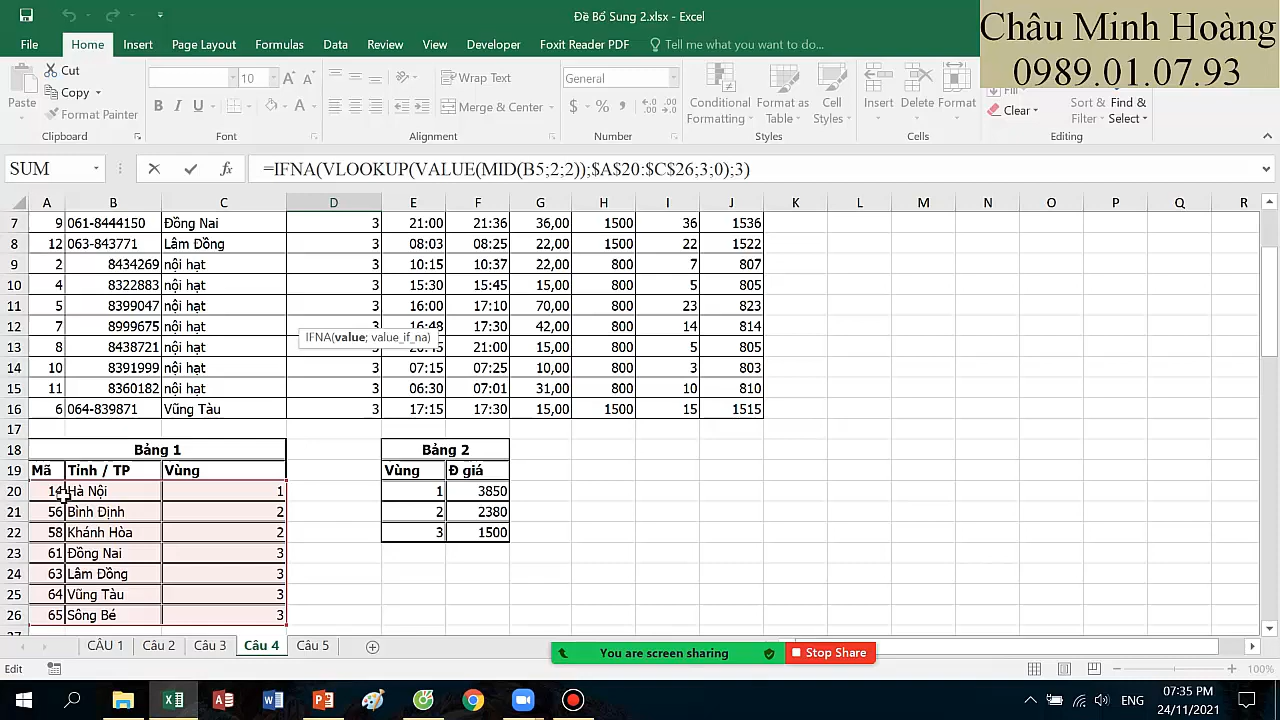 Đề Bổ Sung 2.xlsx - Excel
Châu Minh Hoàng
0989.01.07.93
File Home Insert Page Layout Formulas Data Review View Developer Foxit Reader PDF Tell me what you want to do...
Paste
Cut
Copy
Format Painter
10
Wrap Text
Merge & Center
General
Conditional Formatting
Format as Table
Cell Styles
Insert Delete Format
Clear
Sort & Filter
Find & Select
Clipboard Font Alignment Number Styles Cells Editing
SUM =IFNA(VLOOKUP(VALUE(MID(B5;2;2));$A$20:$C$26;3;0);3)
A B C D E F G H I J K L M N O P Q R
7 9 061-8444150 Đồng Nai 3 21:00 21:36 36,00 1500 36 1536
8 12 063-843771 Lâm Đồng 3 08:03 08:25 22,00 1500 22 1522
9 2 8434269 nội hạt 3 10:15 10:37 22,00 800 7 807
10 4 8322883 nội hạt 3 15:30 15:45 15,00 800 5 805
11 5 8399047 nội hạt 3 16:00 17:10 70,00 800 23 823
12 7 8999675 nội hạt 3 16:48 17:30 42,00 800 14 814
IFNA(value; value_if_na)
13 8 8438721 nội hạt 3 21:00 15,00 800 5 805
14 10 8391999 nội hạt 3 07:15 07:25 10,00 800 3 803
15 11 8360182 nội hạt 3 06:30 07:01 31,00 800 10 810
16 6 064-839871 Vũng Tàu 3 17:15 17:30 15,00 1500 15 1515
17
18 Bảng 1 Bảng 2
19 Mã Tỉnh / TP Vùng Vùng Đ giá
20 14 Hà Nội 1 1 3850
21 56 Bình Định 2 2 2380
22 58 Khánh Hòa 2 3 1500
23 61 Đồng Nai 3
24 63 Lâm Đồng 3
25 64 Vũng Tàu 3
26 65 Sông Bé 3
CÂU 1 Câu 2 Câu 3 Câu 4 Câu 5
You are screen sharing Stop Share
Edit 100%
ENG 07:35 PM
24/11/2021